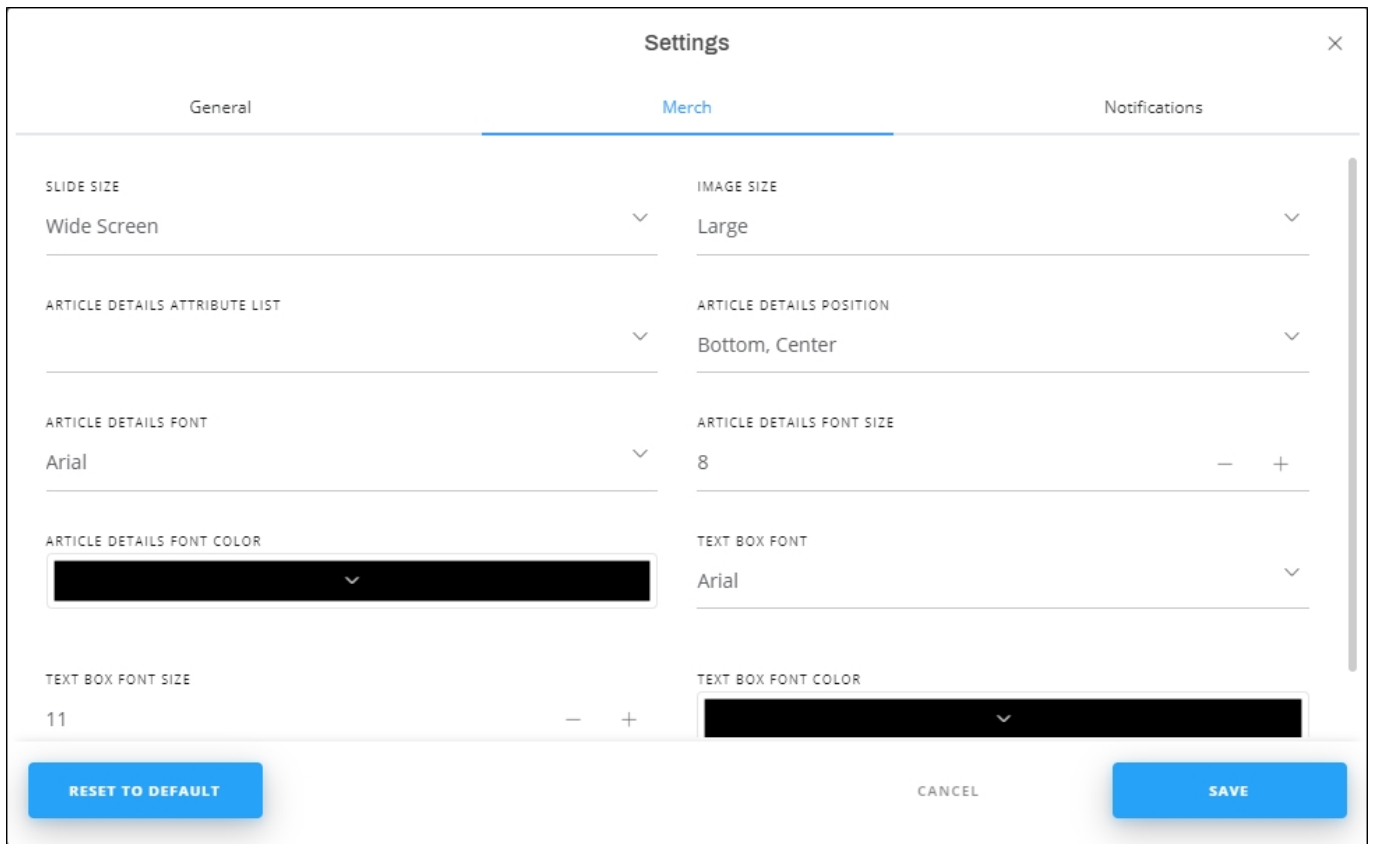 Settings
General
Merch
Notifications
SLIDE SIZE
IMAGE SIZE
Wide Screen
Large
ARTICLE DETAILS ATTRIBUTE LIST
ARTICLE DETAILS POSITION
Bottom, Center
ARTICLE DETAILS FONT
ARTICLE DETAILS FONT SIZE
Arial
8
ARTICLE DETAILS FONT COLOR
TEXT BOX FONT
Arial
TEXT BOX FONT SIZE
TEXT BOX FONT COLOR
11
RESET TO DEFAULT
CANCEL
SAVE